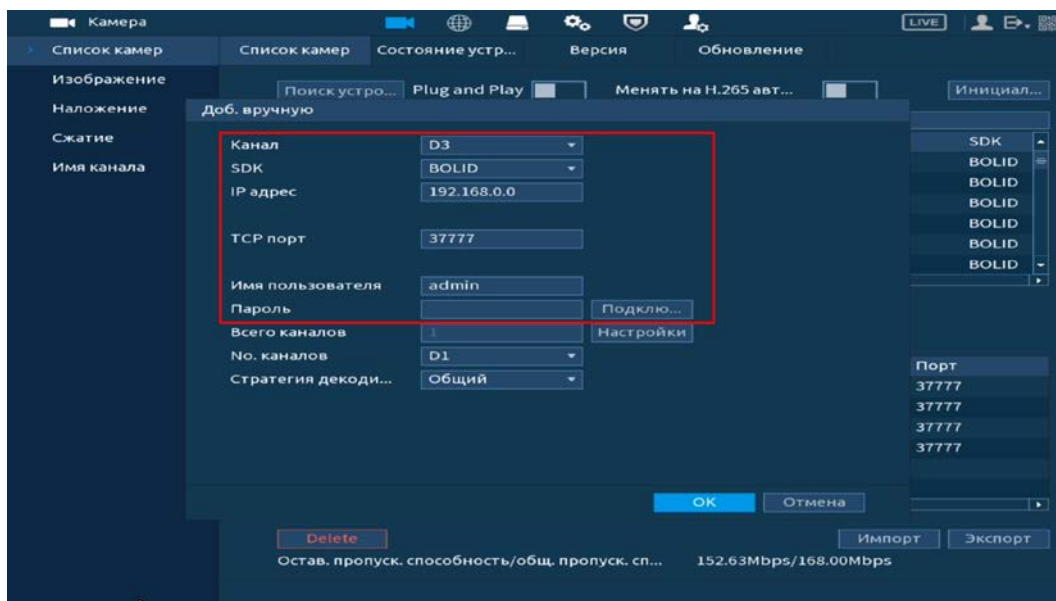 Камера LIVE
Список камер Список камер Состояние устр... Версия Обновление
Изображение
Поиск устро... Plug and Play Менять на H.265 авт... Инициал...
Наложение
Доб. вручную
Сжатие
Имя канала
Канал D3
SDK BOLID
IP адрес 192.168.0.0
TCP порт 37777
Имя пользователя admin
Пароль Подклю...
Всего каналов 1 Настройки
No. каналов D1
Стратегия декоди... Общий
OK Отмена
SDK
BOLID
BOLID
BOLID
BOLID
BOLID
BOLID
Порт
37777
37777
37777
37777
Delete Импорт Экспорт
Остав. пропуск. способность/общ. пропуск. сп... 152.63Mbps/168.00Mbps